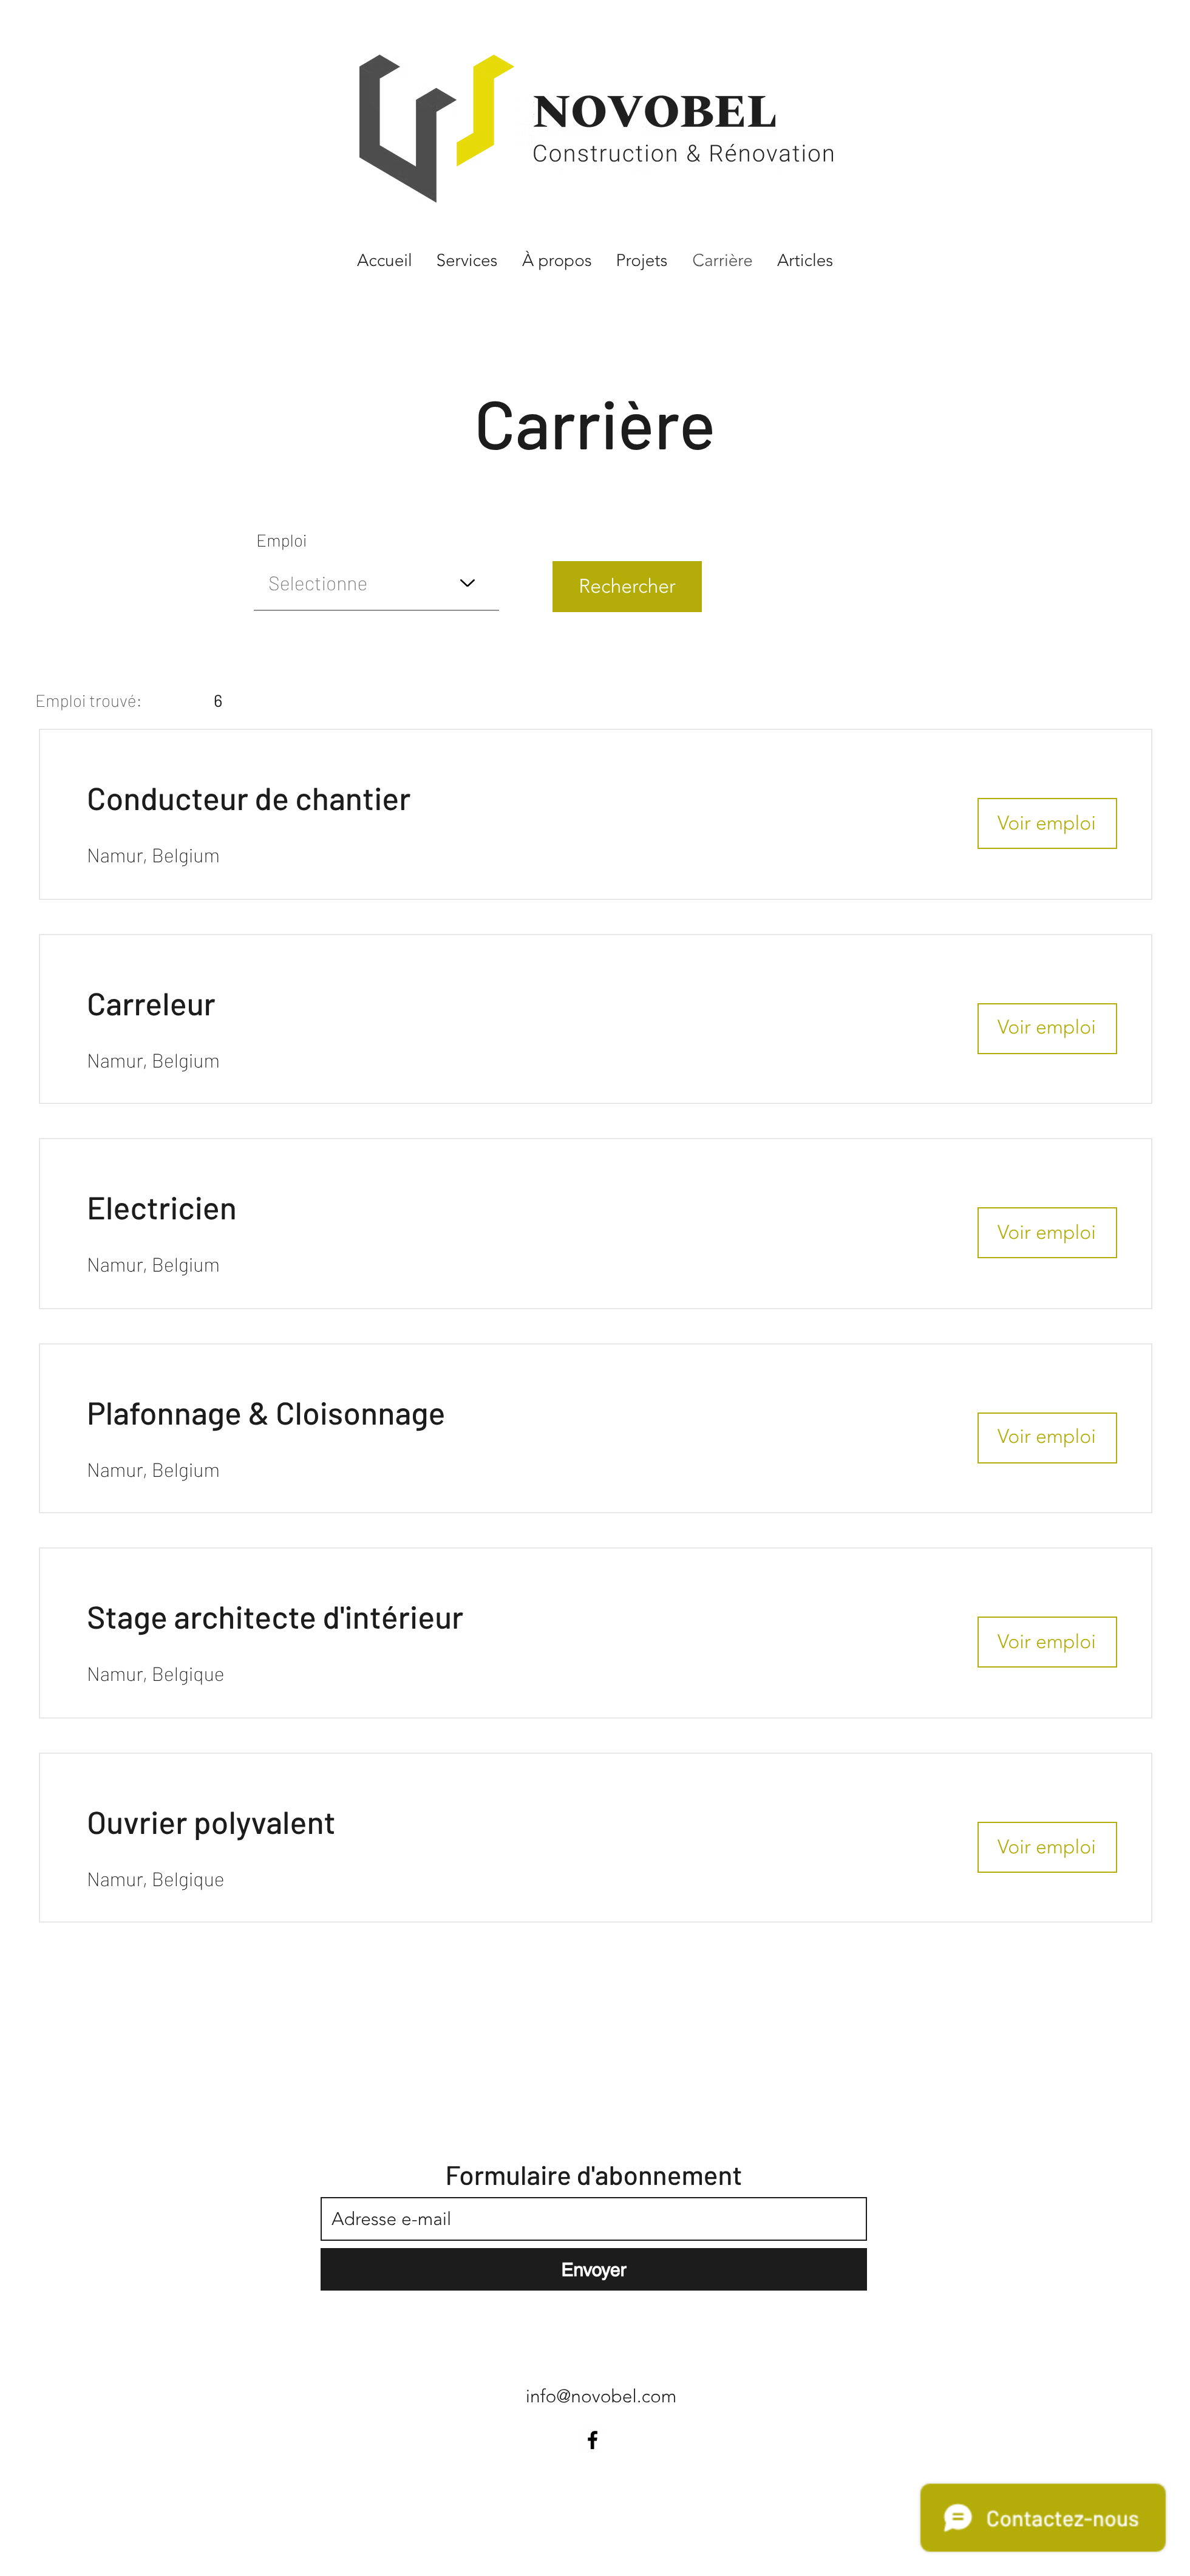 NOVOBEL
Construction & Rénovation
Accueil Services À propos Projets Carrière Articles
Carrière
Emploi
Selectionne
Rechercher
Emploi trouvé: 6
Conducteur de chantier
Namur, Belgium
Voir emploi
Carreleur
Namur, Belgium
Voir emploi
Electricien
Namur, Belgium
Voir emploi
Plafonnage & Cloisonnage
Namur, Belgium
Voir emploi
Stage architecte d'intérieur
Namur, Belgique
Voir emploi
Ouvrier polyvalent
Namur, Belgique
Voir emploi
Formulaire d'abonnement
Adresse e-mail
Envoyer
info@novobel.com
Contactez-nous